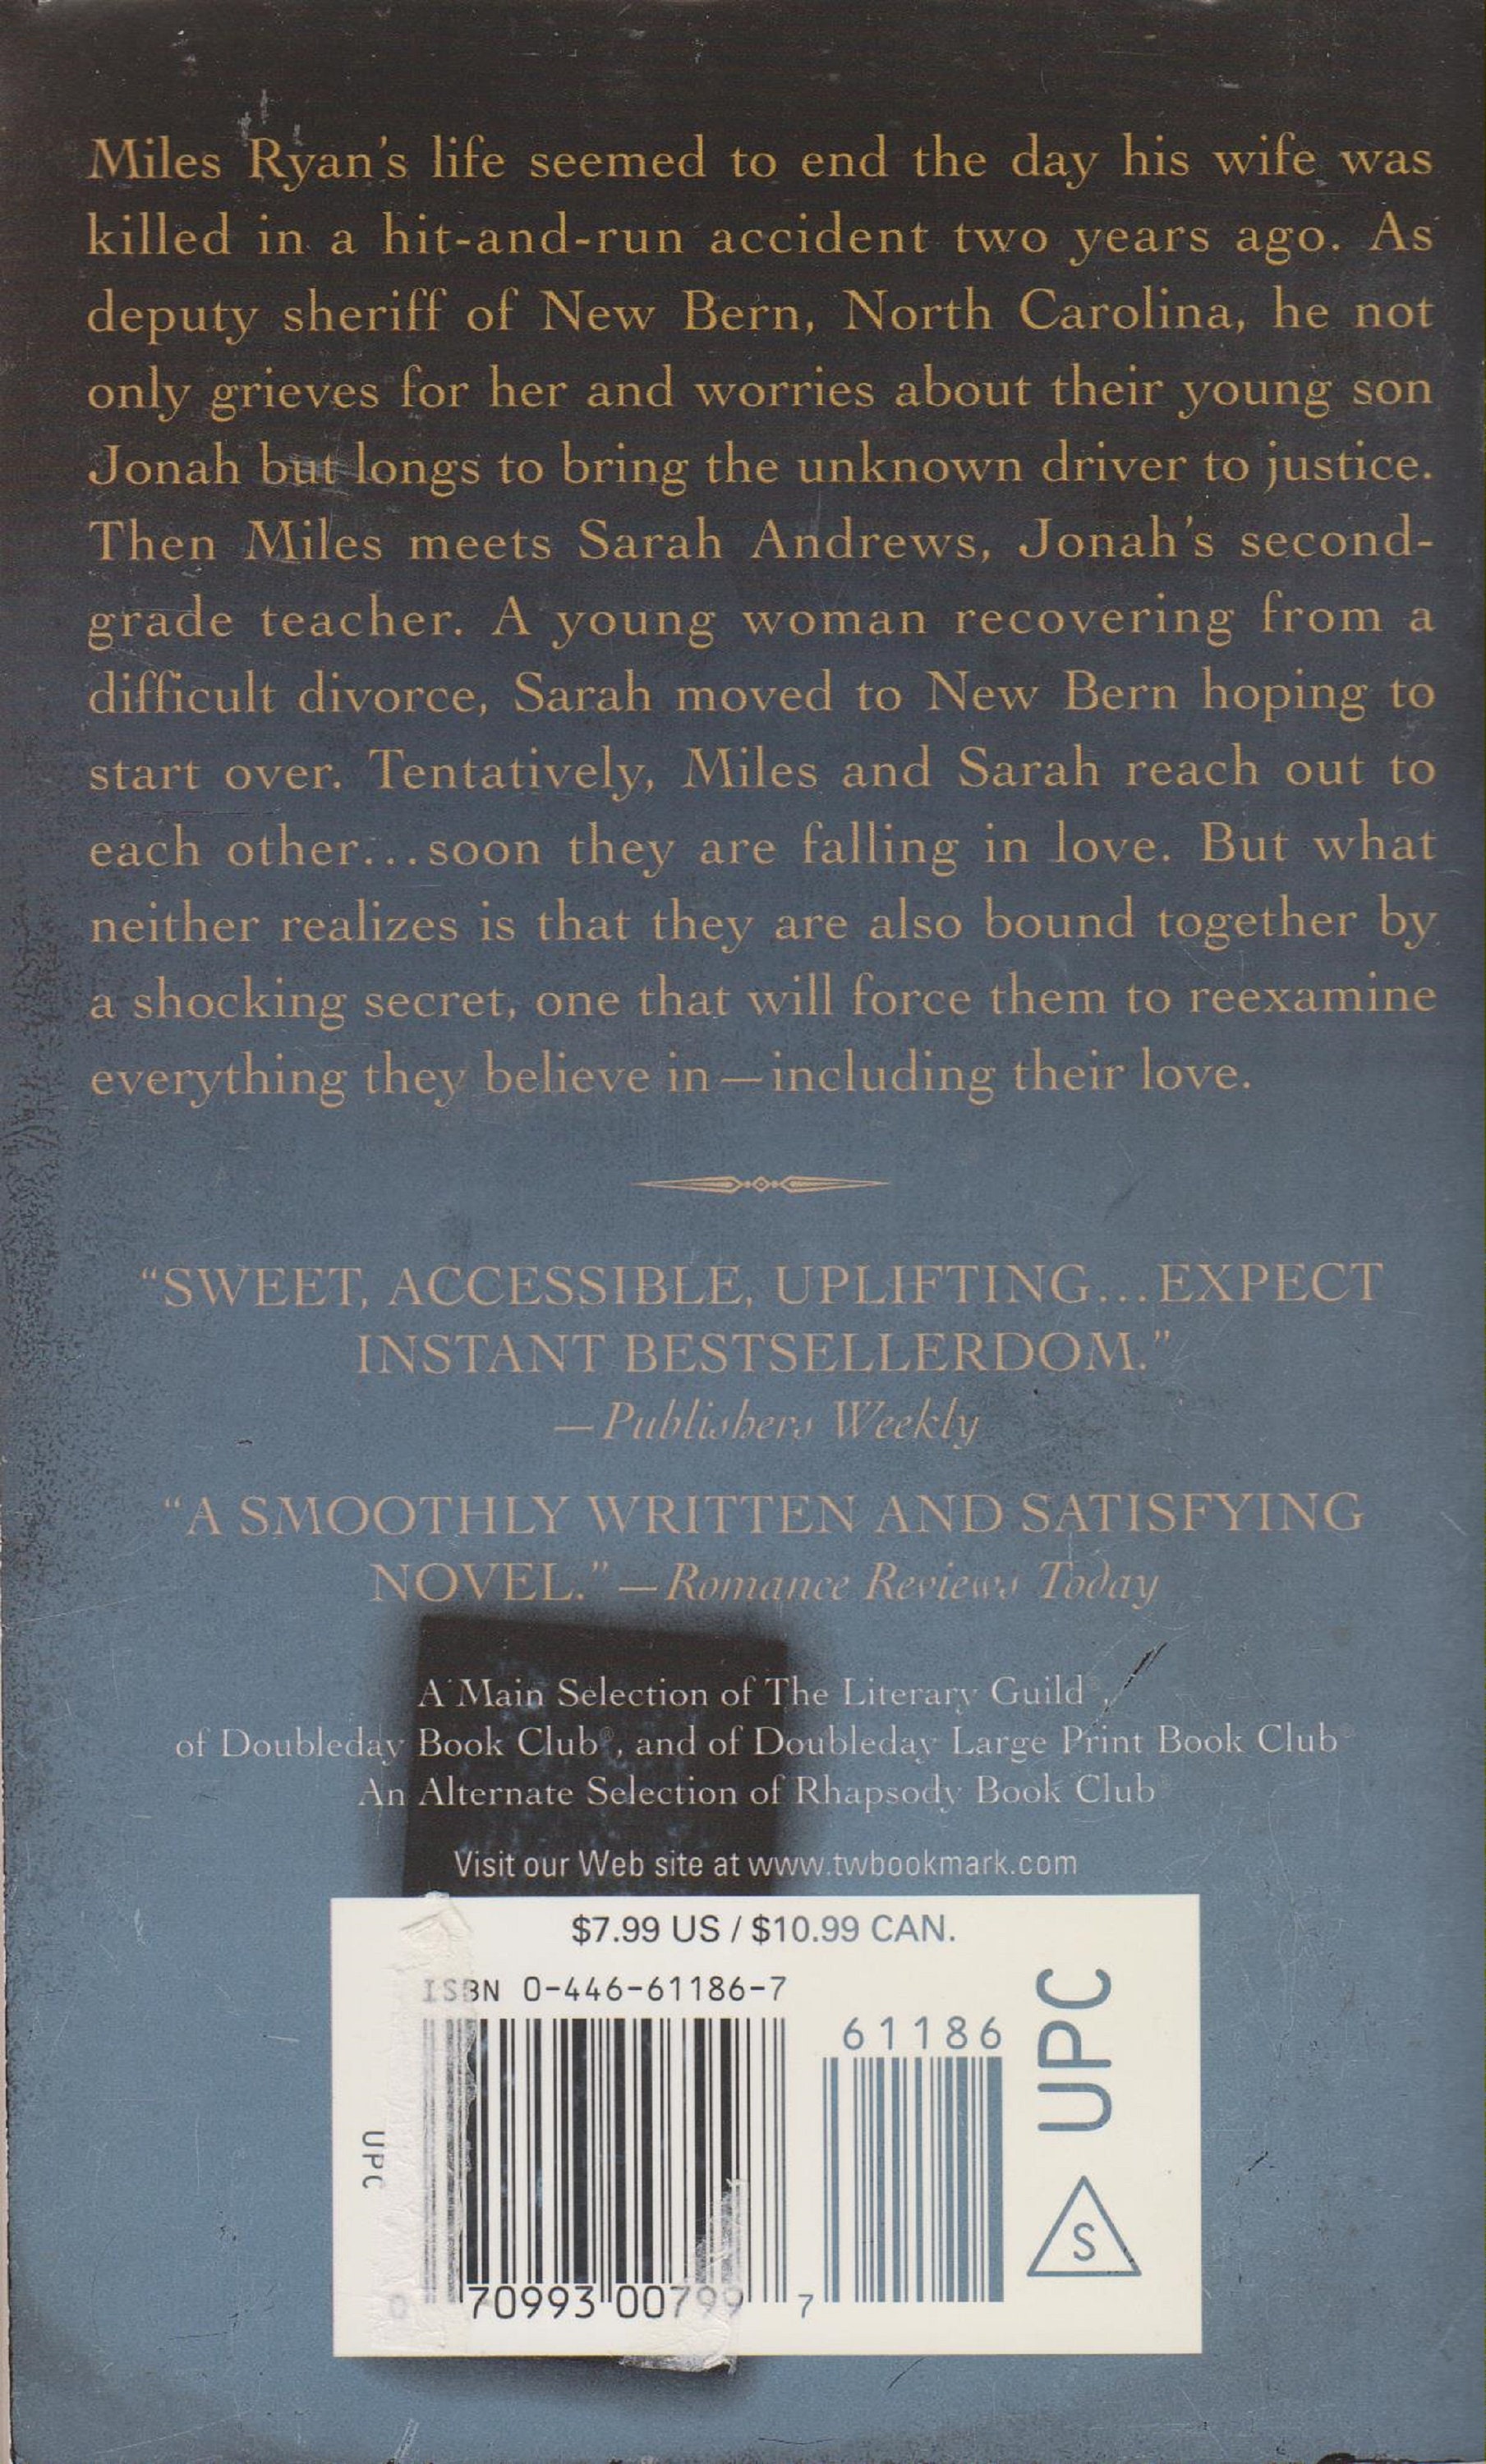 Miles Ryan's life seemed to end the day his wife was
killed in a hit-and-run accident two years ago. As
deputy sheriff of New Bern, North Carolina, he not
only grieves for her and worries about their young son
Jonah but longs to bring the unknown driver to justice.
Then Miles meets Sarah Andrews, Jonah's second-
grade teacher. A young woman recovering from a
difficult divorce, Sarah moved to New Bern hoping to
start over. Tentatively, Miles and Sarah reach out to
each other...soon they are falling in love. But what
neither realizes is that they are also bound together by
a shocking secret, one that will force them to reexamine
everything they believe in—including their love.
“SWEET, ACCESSIBLE, UPLIFTING...EXPECT
INSTANT BESTSELLERDOM.”
—Publishers Weekly
“A SMOOTHLY WRITTEN AND SATISFYING
NOVEL.”—Romance Reviews Today
A Main Selection of The Literary Guild®,
of Doubleday Book Club®, and of Doubleday Large Print Book Club®
An Alternate Selection of Rhapsody Book Club®
Visit our Web site at www.twbookmark.com
$7.99 US / $10.99 CAN.
ISBN 0-446-61186-7
61186
UPC
UPC
S
0 70993 00799 7